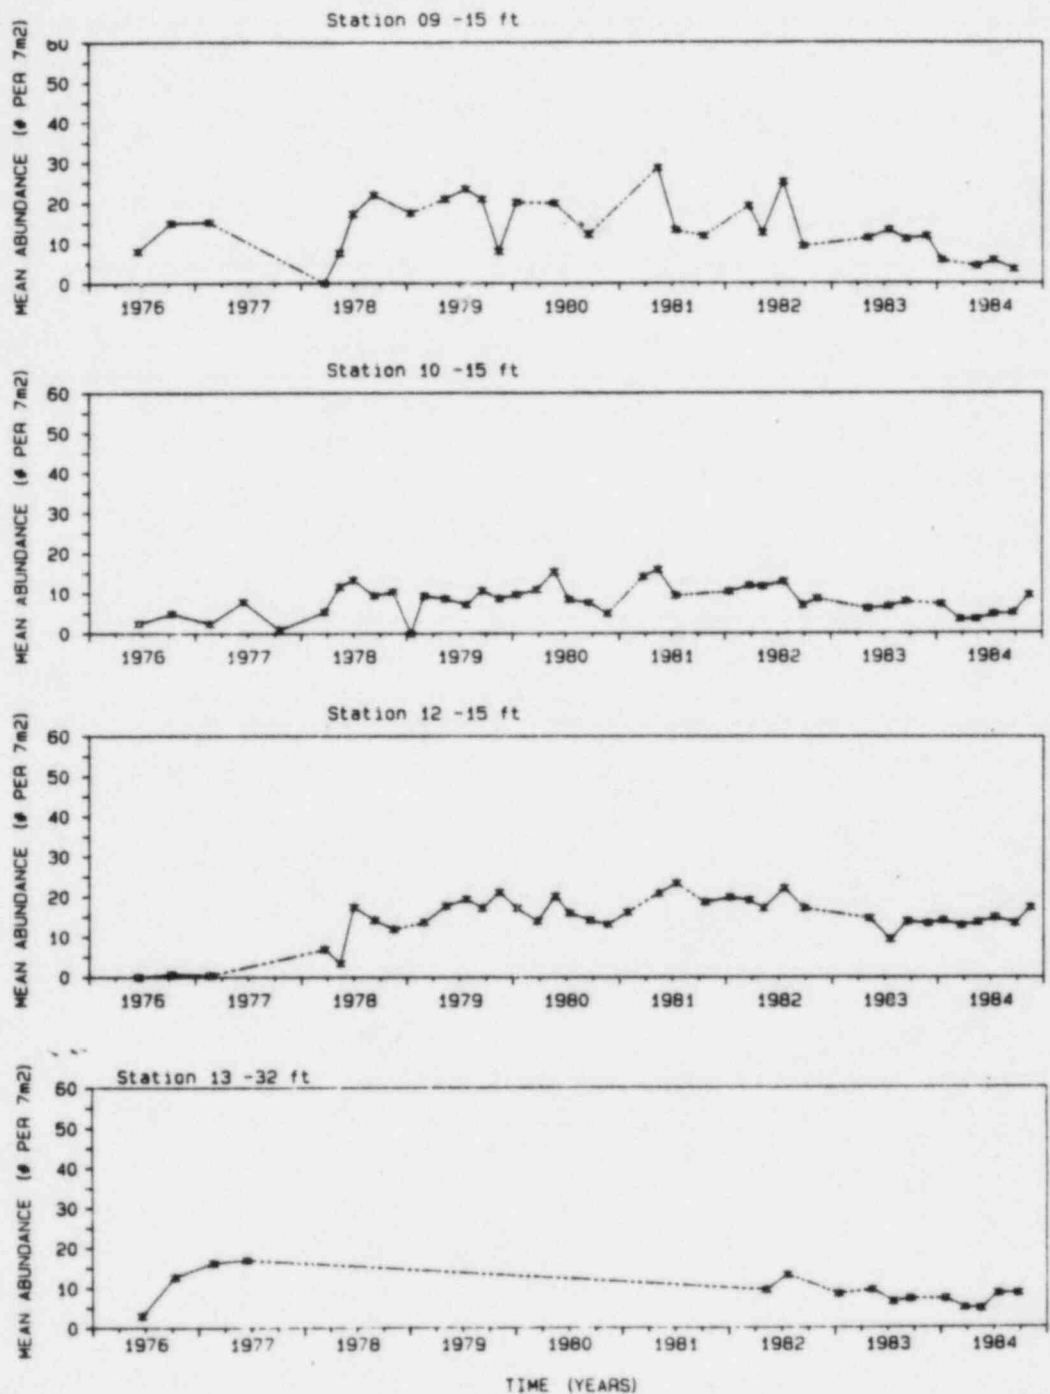 Station 09 -15 ft
MEAN ABUNDANCE (# PER 7m2)
60
50
40
30
20
10
0
1976 1977 1978 1979 1980 1981 1982 1983 1984
Station 10 -15 ft
MEAN ABUNDANCE (# PER 7m2)
60
50
40
30
20
10
0
1976 1977 1978 1979 1980 1981 1982 1983 1984
Station 12 -15 ft
MEAN ABUNDANCE (# PER 7m2)
60
50
40
30
20
10
0
1976 1977 1978 1979 1980 1981 1982 1983 1984
Station 13 -32 ft
MEAN ABUNDANCE (# PER 7m2)
60
50
40
30
20
10
0
1976 1977 1978 1979 1980 1981 1982 1983 1984
TIME (YEARS)